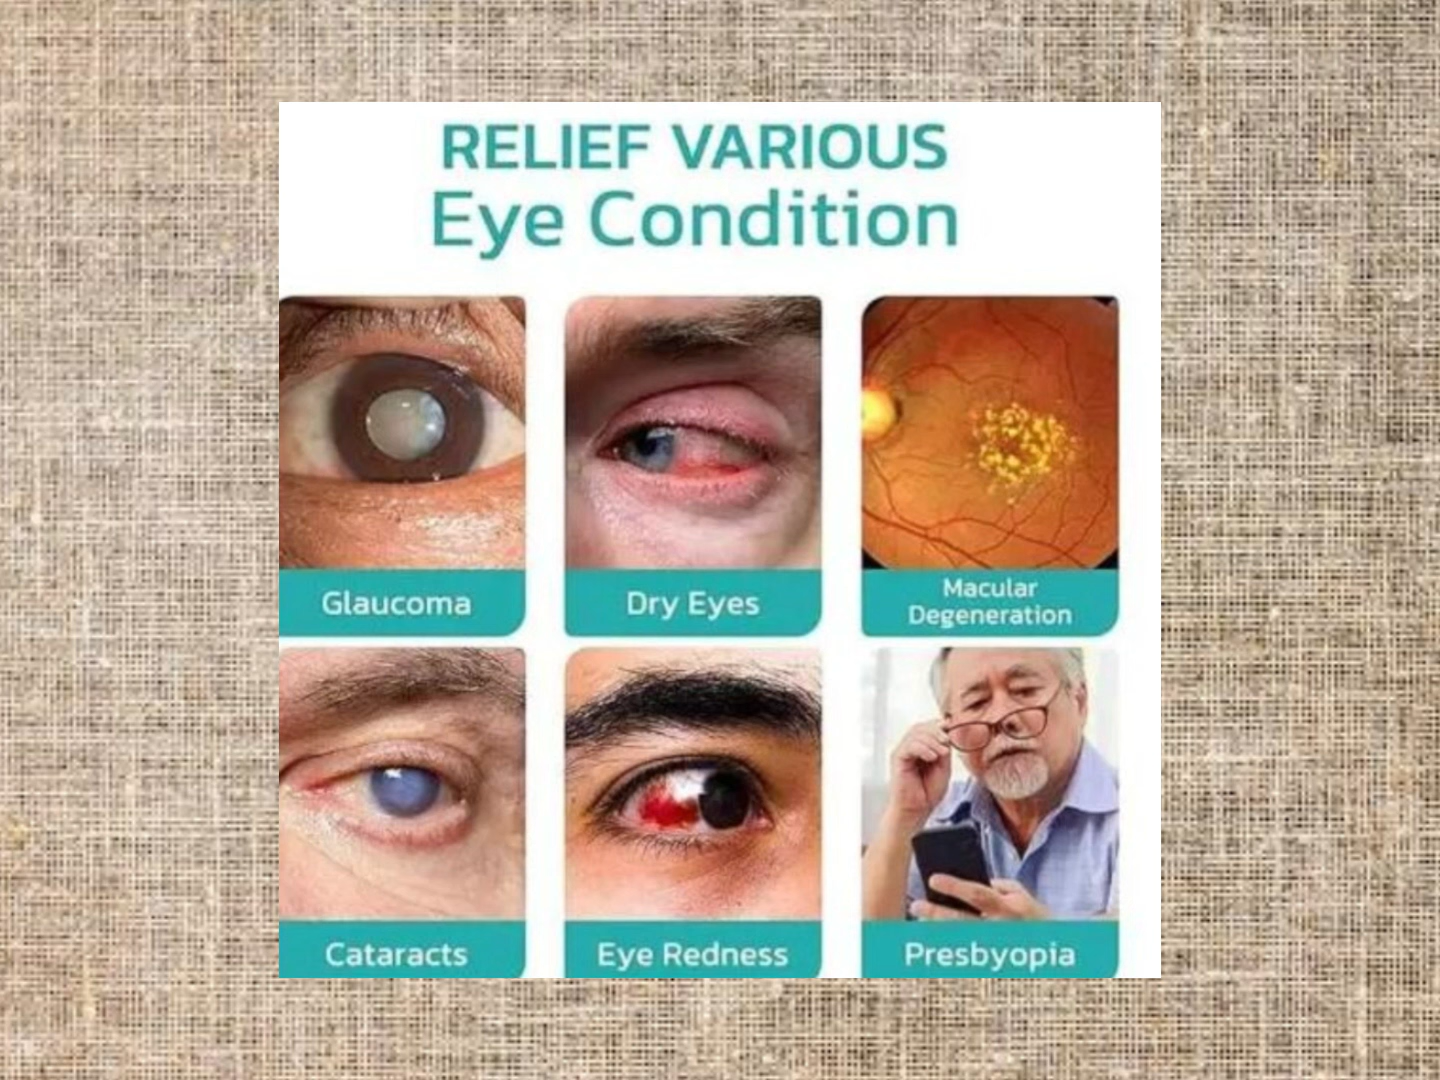 RELIEF VARIOUS
Eye Condition
Glaucoma
Dry Eyes
Macular
Degeneration
Cataracts
Eye Redness
Presbyopia